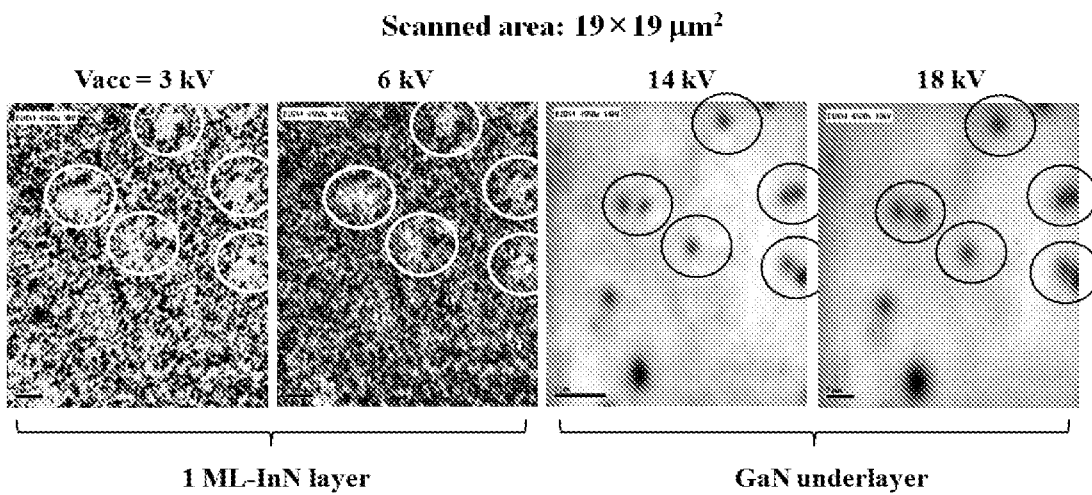 Scanned area: 19 × 19 μm²
Vacc = 3 kV
6 kV
14 kV
18 kV
1 ML-InN layer
GaN underlayer